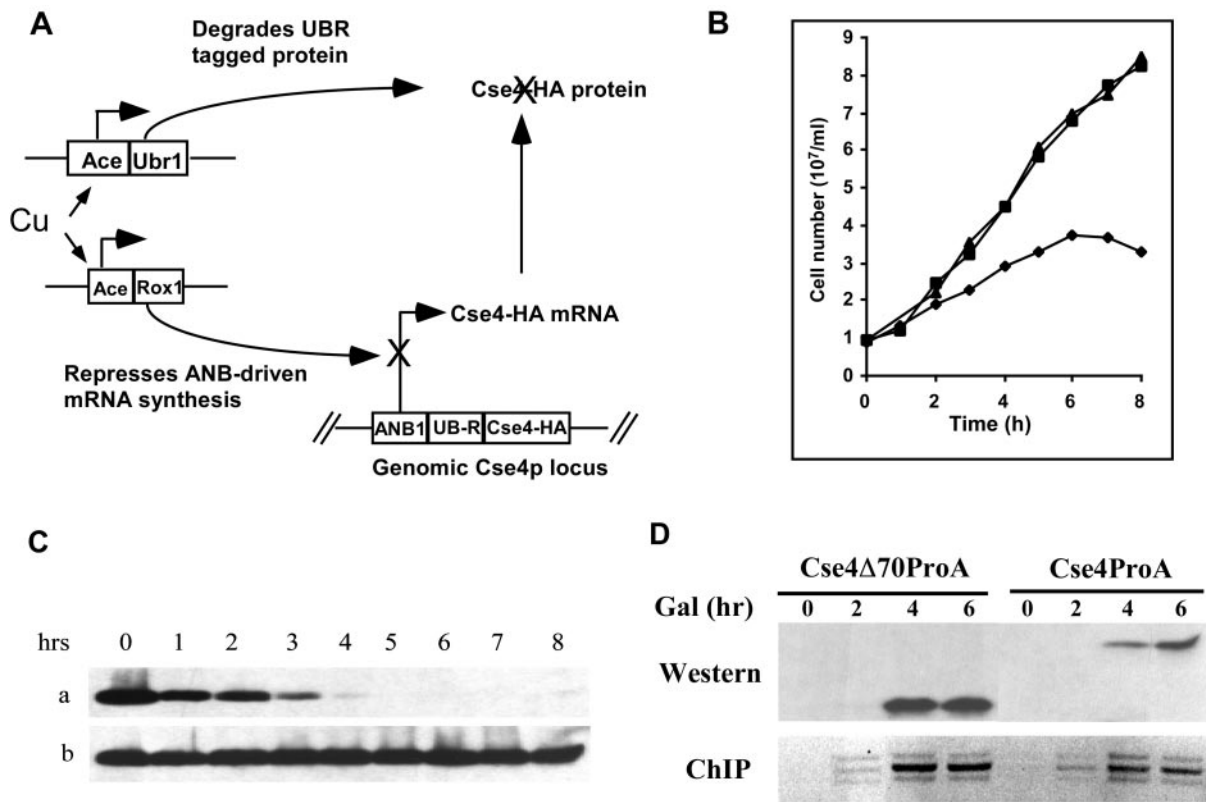 A
Degrades UBR
tagged protein
Cse4-HA protein
X
Ace Ubr1
Cu
Ace Rox1
Cse4-HA mRNA
X
Represses ANB-driven
mRNA synthesis
ANB1 UB-R Cse4-HA
Genomic Cse4p locus
B
9
8
7
6
5
4
3
2
1
0
Cell number (10⁷/ml)
0 2 4 6 8
Time (h)
C
hrs 0 1 2 3 4 5 6 7 8
a
b
D
Cse4Δ70ProA Cse4ProA
Gal (hr) 0 2 4 6 0 2 4 6
Western
ChIP